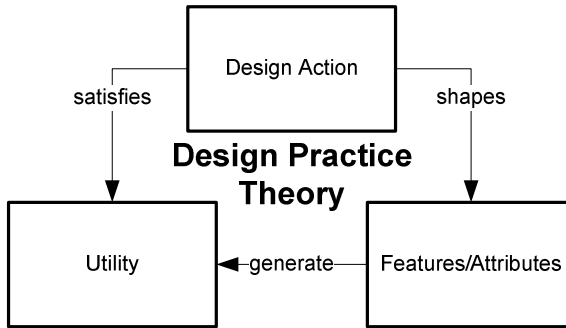 Design Action
satisfies
shapes
Design Practice
Theory
Utility
generate
Features/Attributes